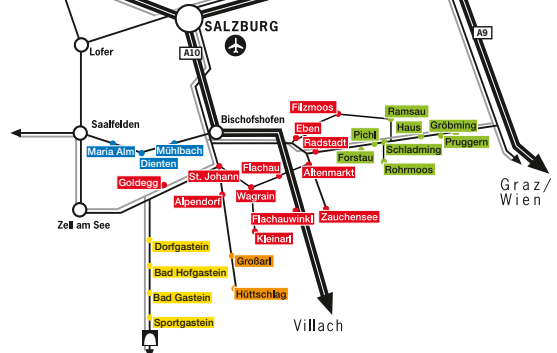 SALZBURG
A9
Lofer
A10
Filzmoos
Ramsau
Saalfelden
Bischofshofen
Eben
Pichl
Haus
Gröbming
Maria Alm
Mühlbach
Radstadt
Schladming
Pruggern
Dienten
Forstau
St. Johann
Flachau
Altenmarkt
Rohrmoos
Goldegg
Graz/
Wien
Alpendorf
Wagrain
Zell am See
Flachauwinkl
Zauchensee
Kleinarl
Dorfgastein
Großarl
Bad Hofgastein
Bad Gastein
Hüttschlag
Sportgastein
Villach